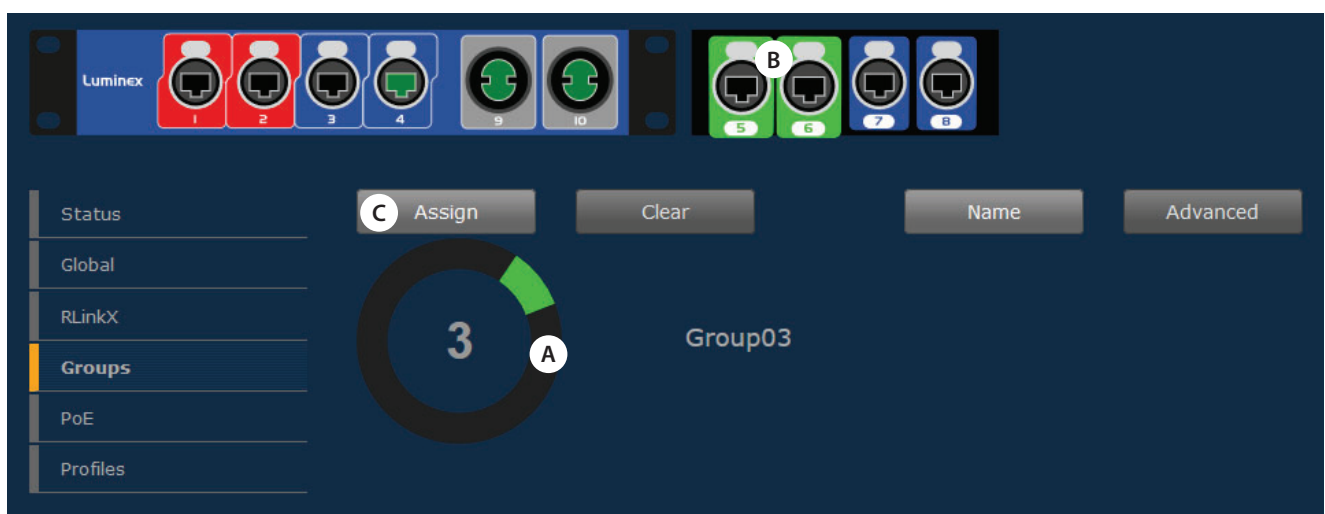 Luminex
1 2 3 4 9 10
B
5 6 7 8
Status
Global
RLinkX
Groups
PoE
Profiles
C Assign Clear Name Advanced
3 A Group03